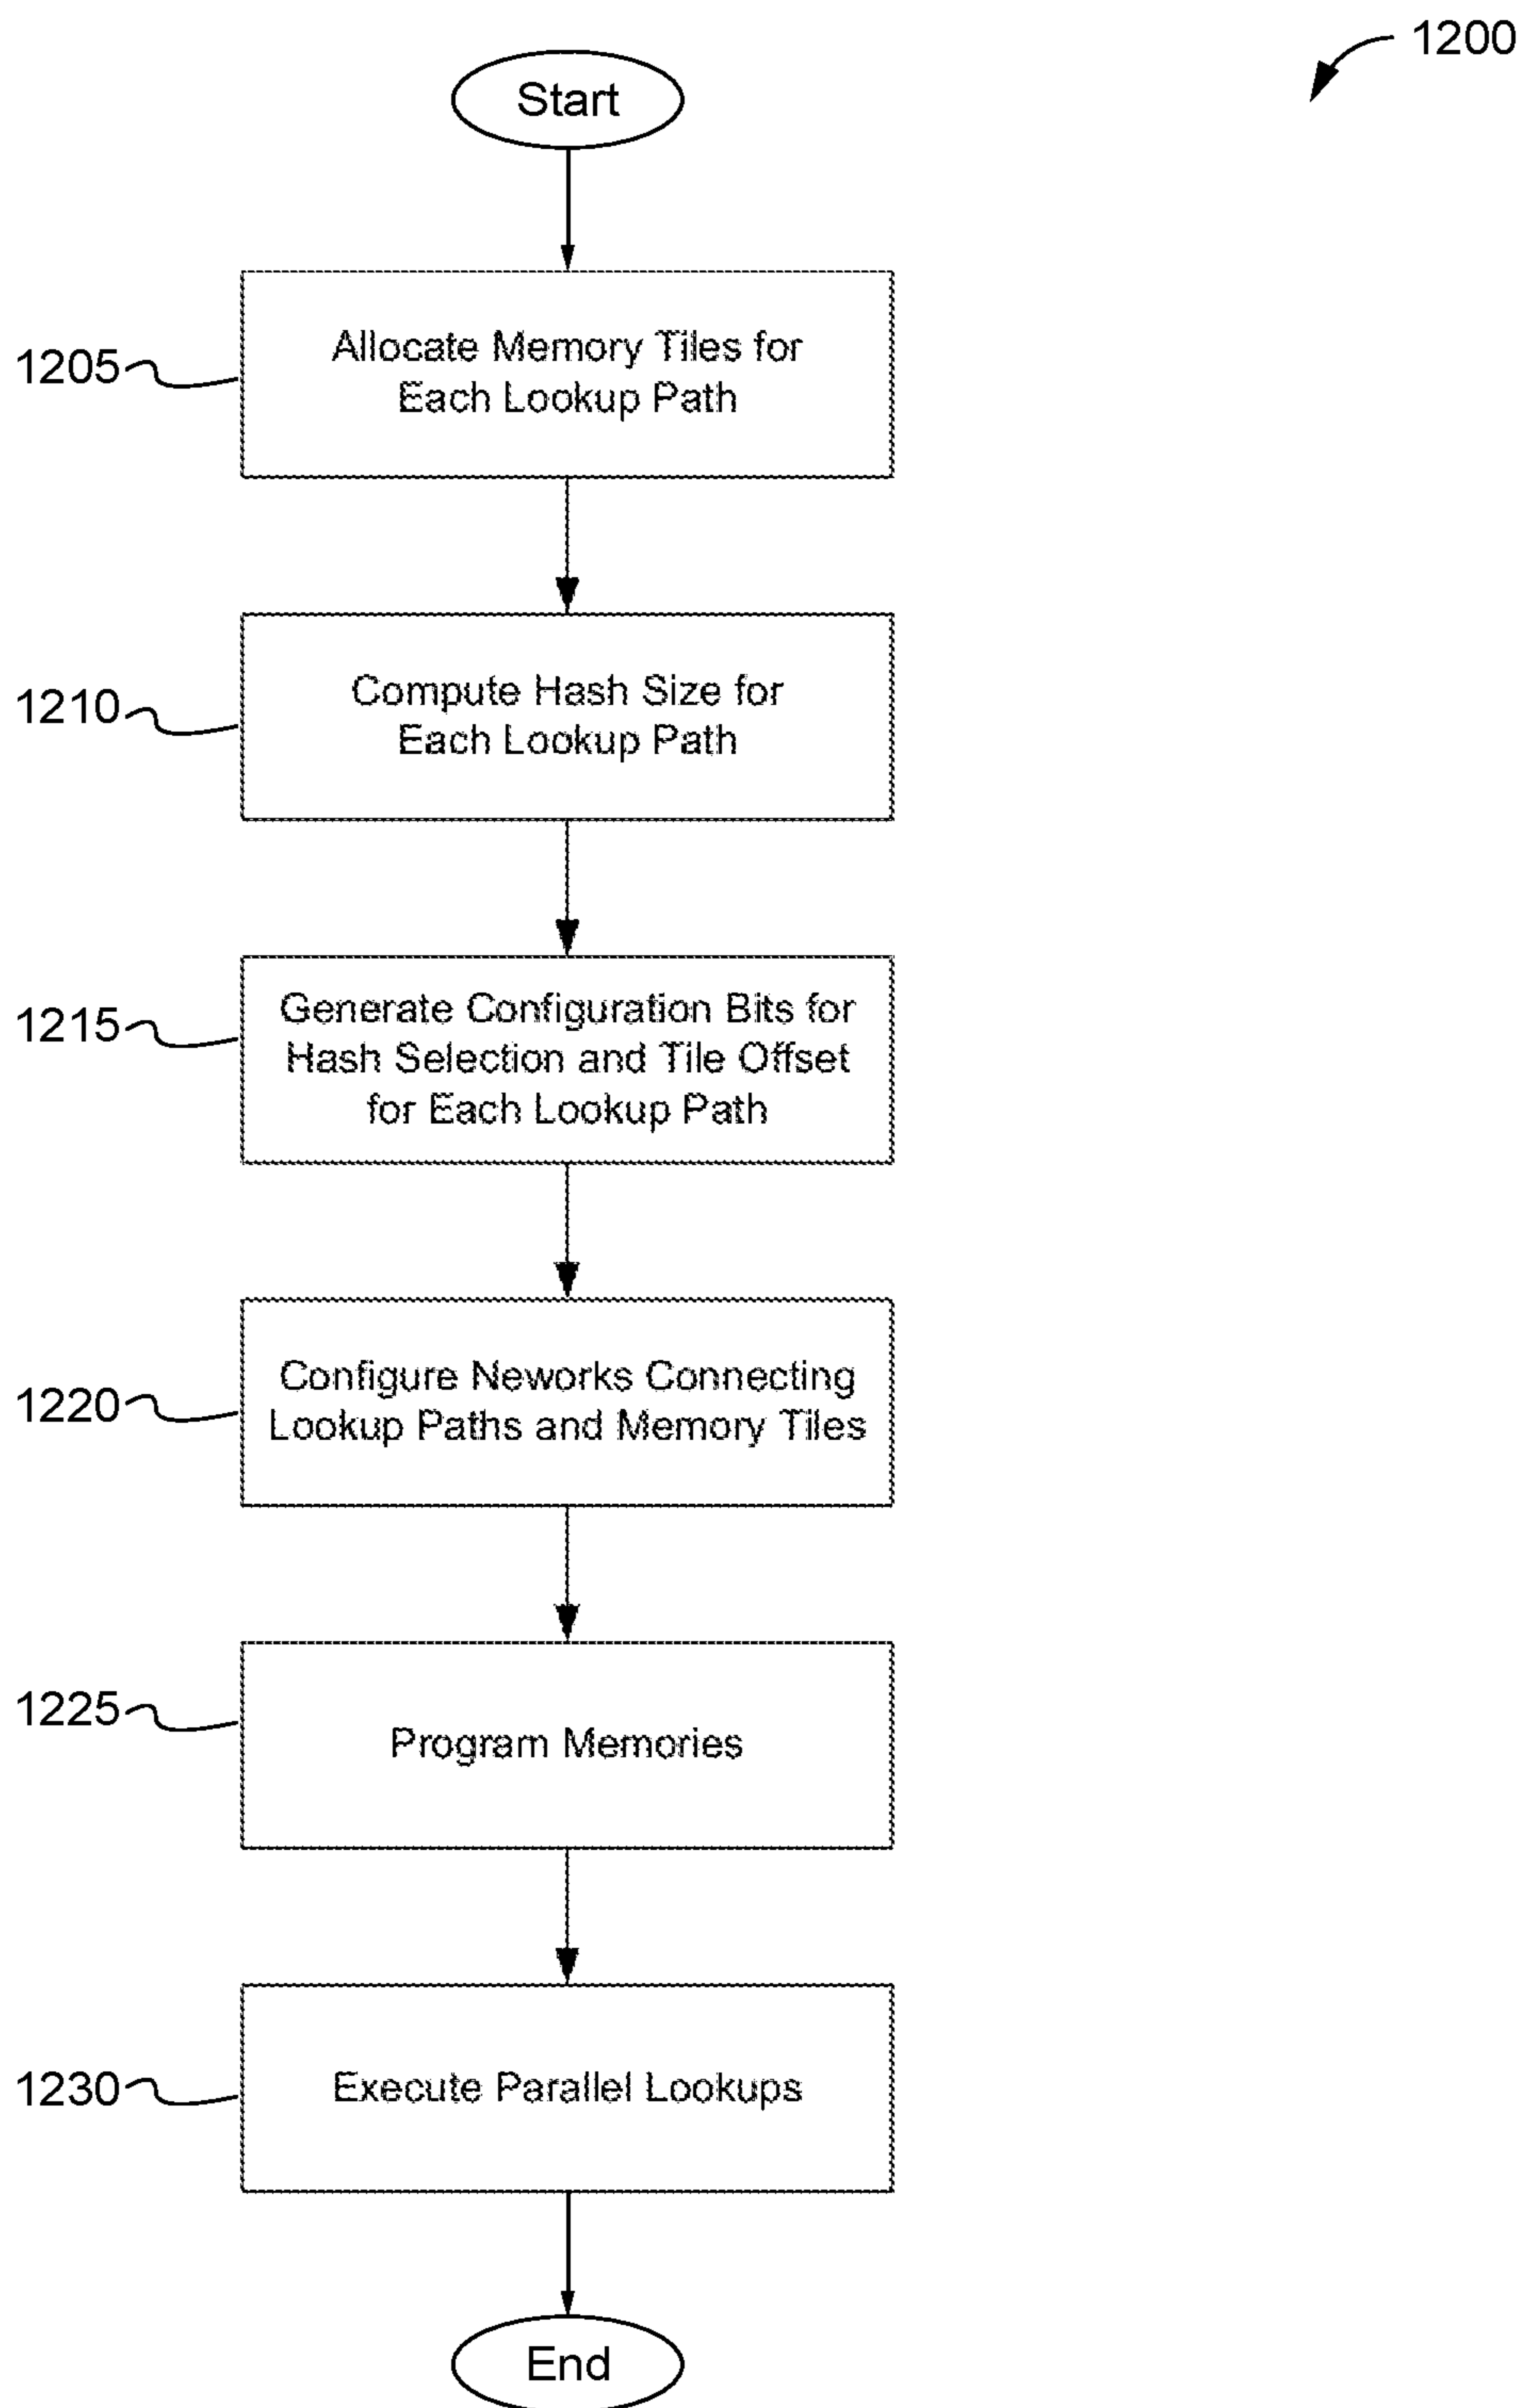 1200
Start
1205
Allocate Memory Tiles for
Each Lookup Path
1210
Compute Hash Size for
Each Lookup Path
1215
Generate Configuration Bits for
Hash Selection and Tile Offset
for Each Lookup Path
1220
Configure Neworks Connecting
Lookup Paths and Memory Tiles
1225
Program Memories
1230
Execute Parallel Lookups
End